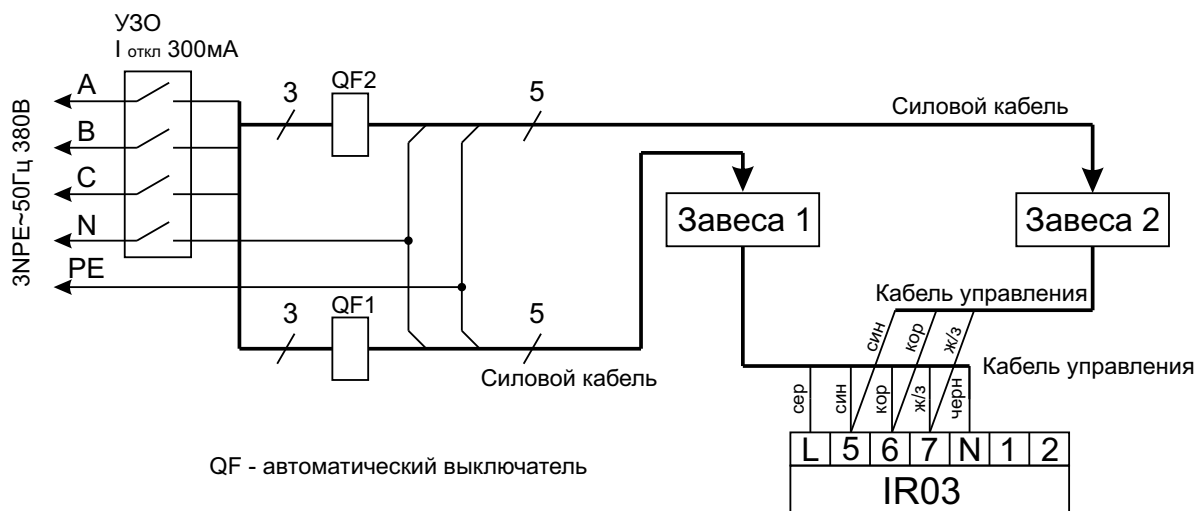 УЗО
I откл 300мА
3NPE~50Гц 380В
A
B
C
N
PE
3
QF2
5
Силовой кабель
Завеса 1
Завеса 2
3
QF1
5
Силовой кабель
Кабель управления
син
кор
ж/з
Кабель управления
сер
син
кор
ж/з
черн
L 5 6 7 N 1 2
IR03
QF - автоматический выключатель